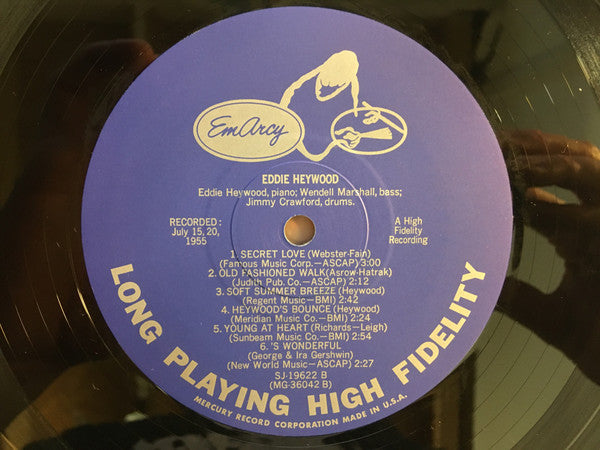 EmArcy
EDDIE HEYWOOD
Eddie Heywood, piano; Wendell Marshall, bass;
Jimmy Crawford, drums.
RECORDED:
July 15, 20,
1955
A High
Fidelity
Recording
1. SECRET LOVE (Webster-Fain)
(Famous Music Corp.—ASCAP) 3:00
2. OLD FASHIONED WALK(Asrow-Hatrak)
(Judith Pub. Co.—ASCAP) 2:12
3. SOFT SUMMER BREEZE (Heywood)
(Regent Music—BMI) 2:42
4. HEYWOOD'S BOUNCE (Heywood)
(Meridian Music Co.—BMI) 2:24
5. YOUNG AT HEART (Richards—Leigh)
(Sunbeam Music Co.—BMI) 2:54
6. 'S WONDERFUL
(George & Ira Gershwin)
(New World Music—ASCAP) 2:27
SJ-19622 B
(MG-36042 B)
LONG PLAYING HIGH FIDELITY
MERCURY RECORD CORPORATION MADE IN U.S.A.